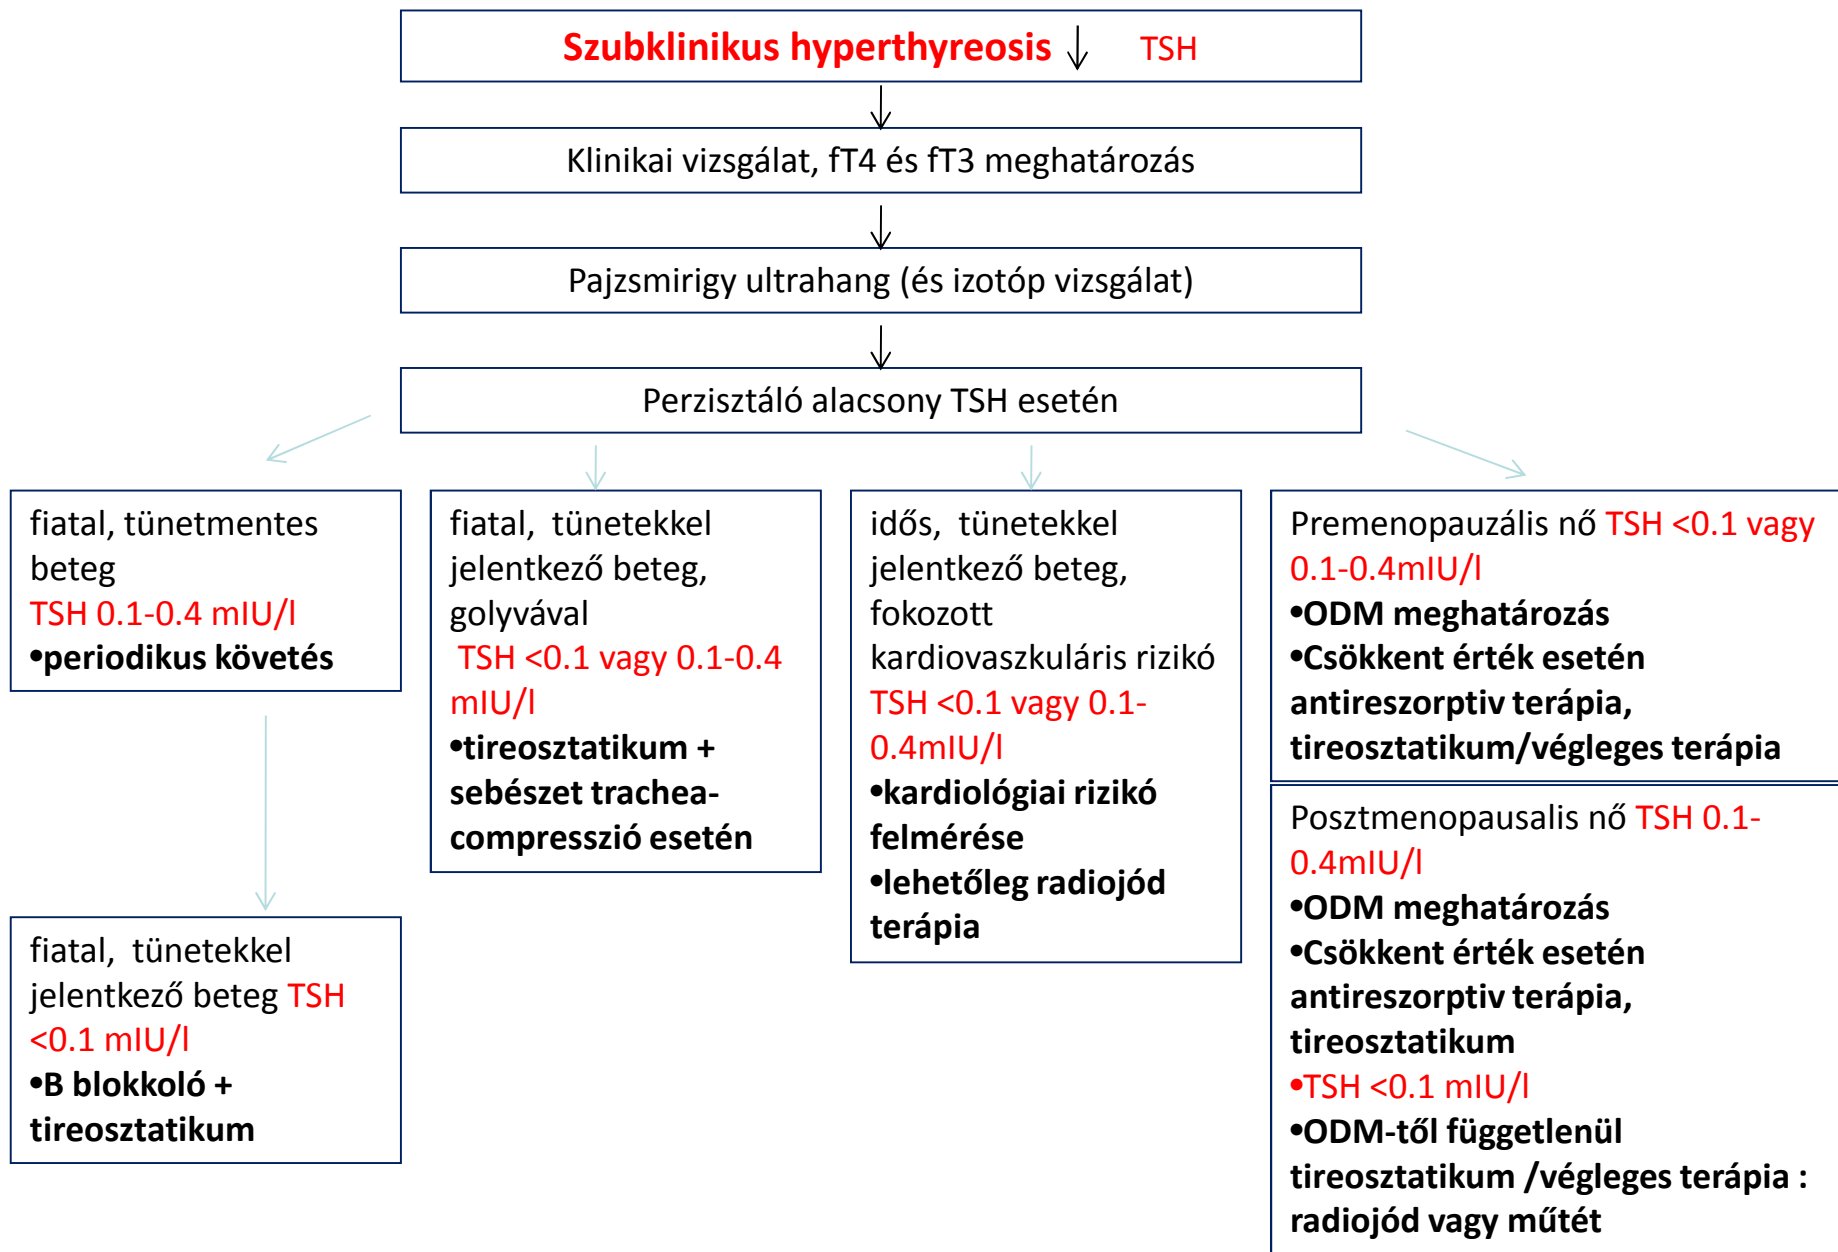 Szubklinikus hyperthyreosis ↓ TSH
Klinikai vizsgálat, fT4 és fT3 meghatározás
Pajzsmirigy ultrahang (és izotóp vizsgálat)
Perzisztáló alacsony TSH esetén
fiatal, tünetmentes
beteg
TSH 0.1-0.4 mIU/l
•periodikus követés
fiatal, tünetekkel
jelentkező beteg TSH
<0.1 mIU/l
•B blokkoló +
tireosztatikum
fiatal, tünetekkel
jelentkező beteg,
golyvával
TSH <0.1 vagy 0.1-0.4
mIU/l
•tireosztatikum +
sebészet trachea-
compresszió esetén
idős, tünetekkel
jelentkező beteg,
fokozott
kardiovaszkuláris rizikó
TSH <0.1 vagy 0.1-
0.4mIU/l
•kardiológiai rizikó
felmérése
•lehetőleg radiojód
terápia
Premenopauzális nő TSH <0.1 vagy
0.1-0.4mIU/l
•ODM meghatározás
•Csökkent érték esetén
antireszorptiv terápia,
tireosztatikum/végleges terápia
Posztmenopausalis nő TSH 0.1-
0.4mIU/l
•ODM meghatározás
•Csökkent érték esetén
antireszorptiv terápia,
tireosztatikum
•TSH <0.1 mIU/l
•ODM-től függetlenül
tireosztatikum /végleges terápia :
radiojód vagy műtét